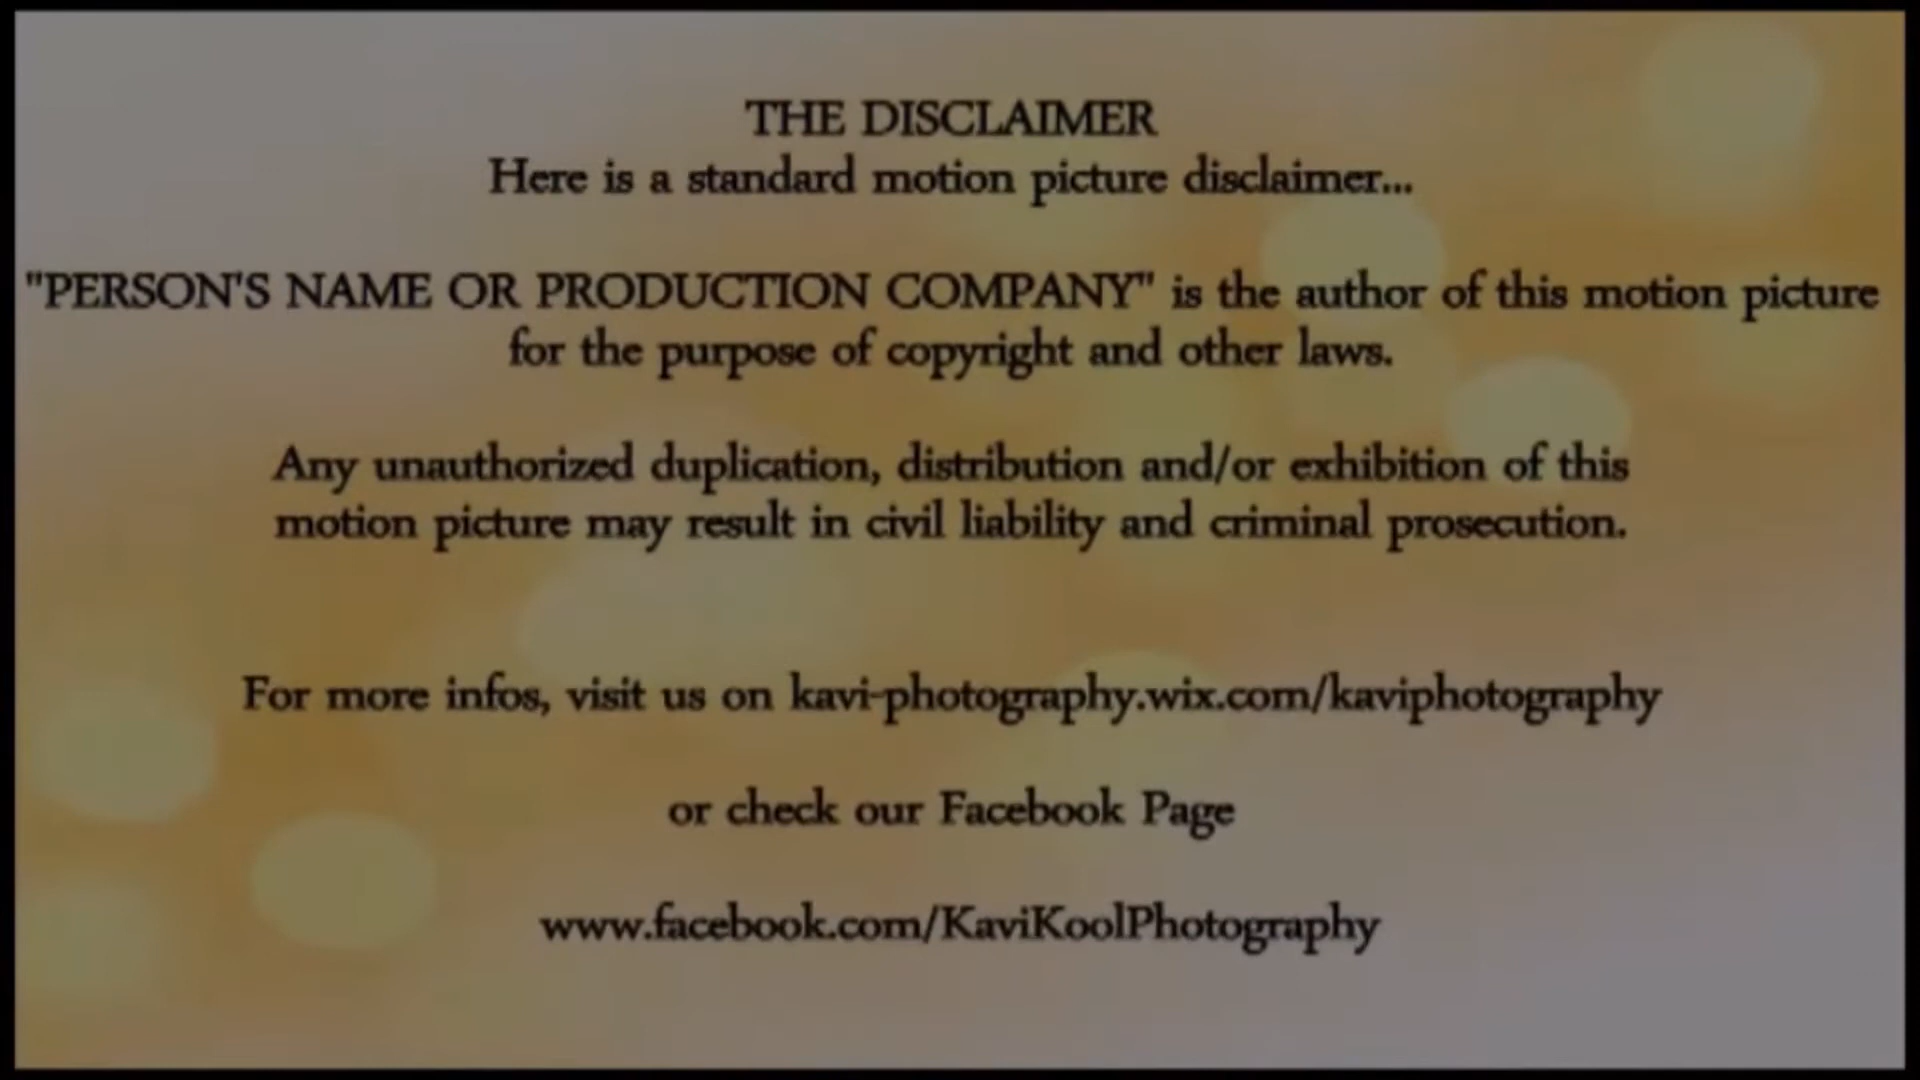 THE DISCLAIMER
Here is a standard motion picture disclaimer...
"PERSON'S NAME OR PRODUCTION COMPANY" is the author of this motion picture
for the purpose of copyright and other laws.
Any unauthorized duplication, distribution and/or exhibition of this
motion picture may result in civil liability and criminal prosecution.
For more infos, visit us on kavi-photography.wix.com/kaviphotography
or check our Facebook Page
www.facebook.com/KaviKoolPhotography